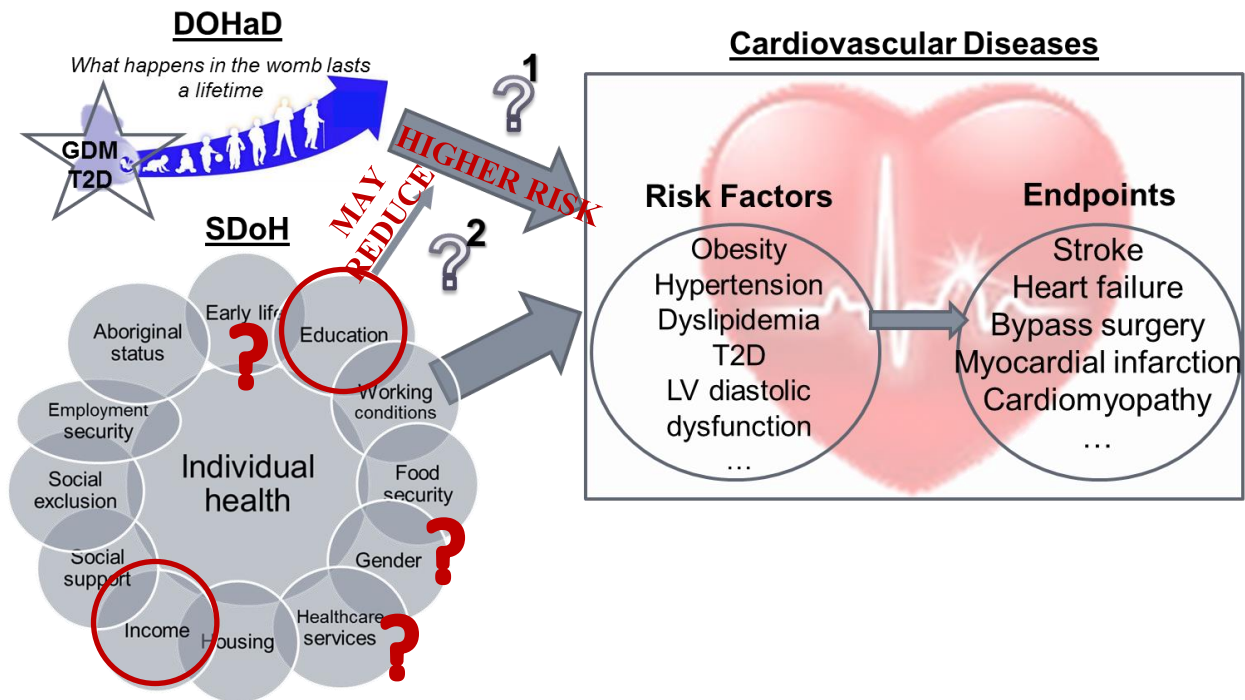 DOHaD
What happens in the womb lasts
a lifetime
GDM
T2D
?1
HIGHER RISK
MAY
REDUCE
?2
SDoH
Early life
?
Education
Working
conditions
Food
security
Gender
?
Healthcare
services
?
Housing
Income
Social
support
Social
exclusion
Employment
security
Aboriginal
status
Individual
health
Cardiovascular Diseases
Risk Factors
Obesity
Hypertension
Dyslipidemia
T2D
LV diastolic
dysfunction
...
Endpoints
Stroke
Heart failure
Bypass surgery
Myocardial infarction
Cardiomyopathy
...